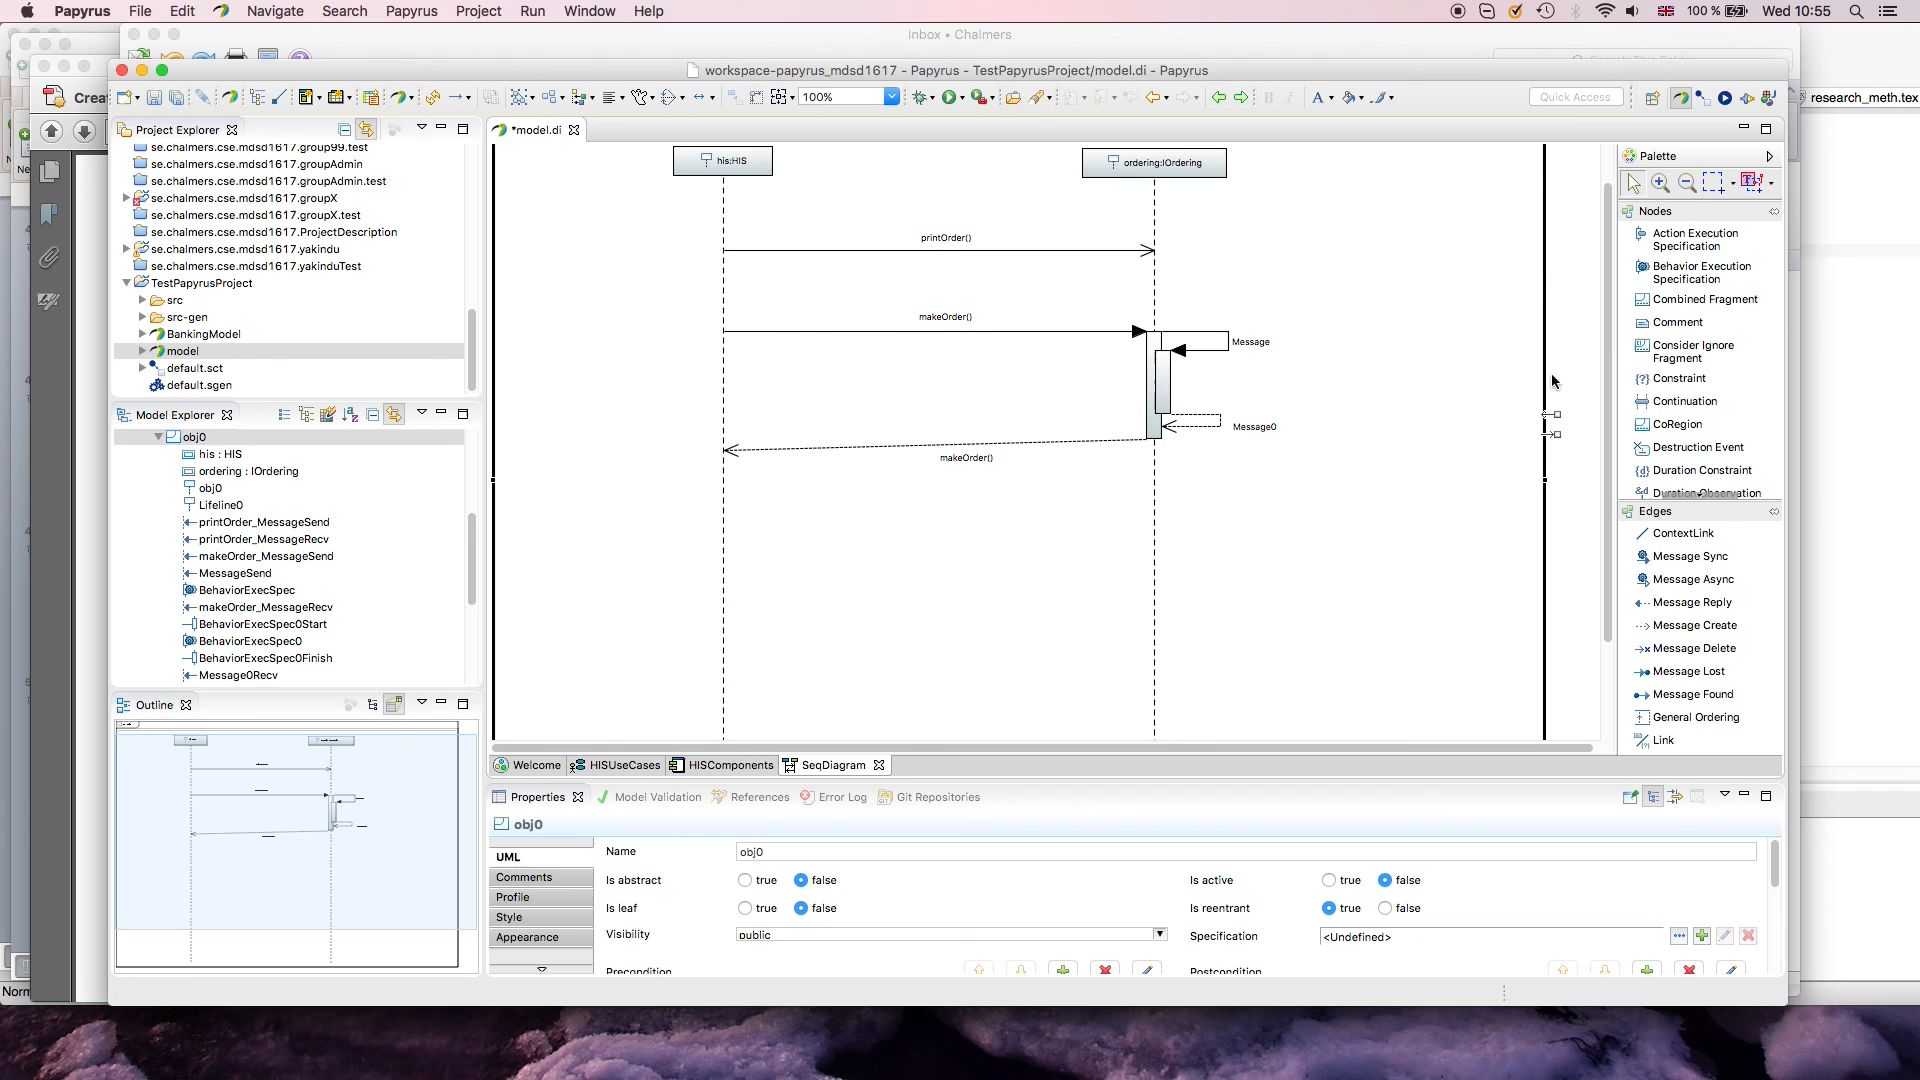 Papyrus File Edit Navigate Search Papyrus Project Run Window Help 100 % Wed 10:55
Inbox • Chalmers
workspace-papyrus_mdsd1617 - Papyrus - TestPapyrusProject/model.di - Papyrus
Crea
100%
Quick Access
research_meth.tex
Project Explorer
*model.di
se.chalmers.cse.mdsd1617.group99.test
se.chalmers.cse.mdsd1617.groupAdmin
se.chalmers.cse.mdsd1617.groupAdmin.test
se.chalmers.cse.mdsd1617.groupX
se.chalmers.cse.mdsd1617.groupX.test
se.chalmers.cse.mdsd1617.ProjectDescription
se.chalmers.cse.mdsd1617.yakindu
se.chalmers.cse.mdsd1617.yakinduTest
TestPapyrusProject
src
src-gen
BankingModel
model
default.sct
default.sgen
Model Explorer
obj0
his : HIS
ordering : IOrdering
obj0
Lifeline0
printOrder_MessageSend
printOrder_MessageRecv
makeOrder_MessageSend
MessageSend
BehaviorExecSpec
makeOrder_MessageRecv
BehaviorExecSpec0Start
BehaviorExecSpec0
BehaviorExecSpec0Finish
Message0Recv
Outline
his:HIS
ordering:IOrdering
printOrder()
makeOrder()
Message
Message0
makeOrder()
Palette
Nodes
Action Execution
Specification
Behavior Execution
Specification
Combined Fragment
Comment
Consider Ignore
Fragment
Constraint
Continuation
CoRegion
Destruction Event
Duration Constraint
Duration Observation
Edges
ContextLink
Message Sync
Message Async
Message Reply
Message Create
Message Delete
Message Lost
Message Found
General Ordering
Link
Welcome HISUseCases HISComponents SeqDiagram
Properties Model Validation References Error Log Git Repositories
obj0
UML
Comments
Profile
Style
Appearance
Name obj0
Is abstract true false Is active true false
Is leaf true false Is reentrant true false
Visibility public Specification <Undefined>
Precondition Postcondition
Norm